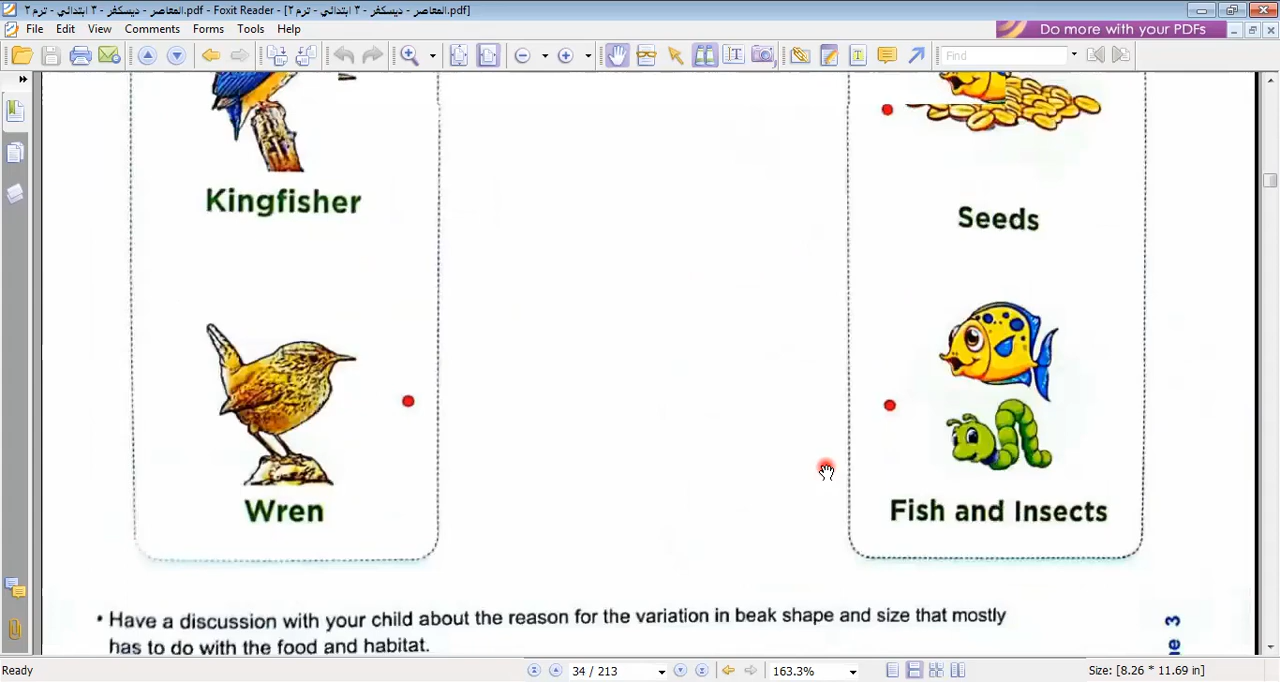 المعاصر - ديسكفر - ٣ ابتدائي - ترم ٢.pdf - Foxit Reader - [المعاصر - ديسكفر - ٣ ابتدائي - ترم ٢.pdf]
File Edit View Comments Forms Tools Help
Do more with your PDFs
Find
Kingfisher
Seeds
Wren
Fish and Insects
• Have a discussion with your child about the reason for the variation in beak shape and size that mostly
has to do with the food and habitat.
3
Ready
34 / 213
163.3%
Size: [8.26 * 11.69 in]